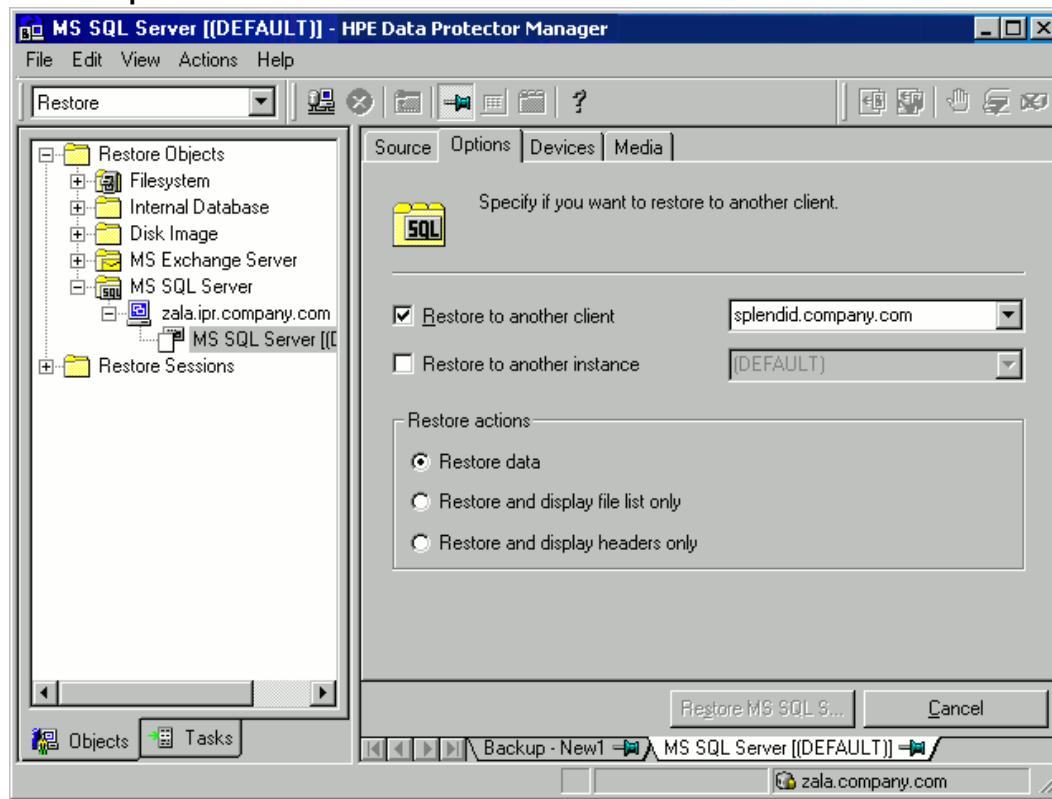 MS SQL Server [(DEFAULT)] - HPE Data Protector Manager
File Edit View Actions Help
Restore
?
Restore Objects
Filesystem
Internal Database
Disk Image
MS Exchange Server
MS SQL Server
zala.ipr.company.com
MS SQL Server [(D
Restore Sessions
Objects Tasks
Source Options Devices Media
SQL
Specify if you want to restore to another client.
Restore to another client splendid.company.com
Restore to another instance (DEFAULT)
Restore actions
Restore data
Restore and display file list only
Restore and display headers only
Restore MS SQL S... Cancel
Backup - New1 MS SQL Server [(DEFAULT)]
zala.company.com